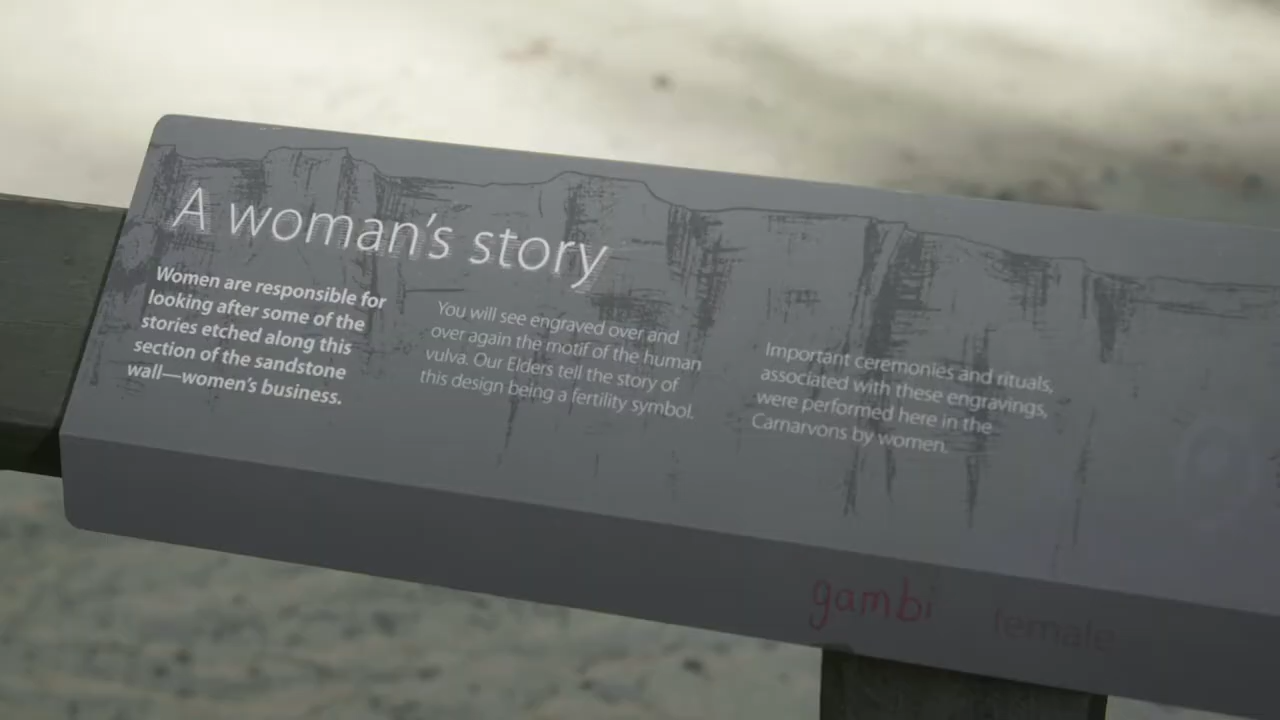 A woman's story
Women are responsible for
looking after some of the
stories etched along this
section of the sandstone
wall—women's business.
You will see engraved over and
over again the motif of the human
vulva. Our Elders tell the story of
this design being a fertility symbol.
Important ceremonies and rituals,
associated with these engravings,
were performed here in the
Carnarvons by women.
gambi female